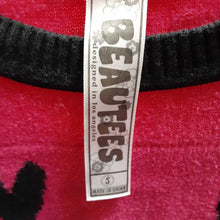 BEAUTEES
designed in los angeles
S
MADE IN CHINA